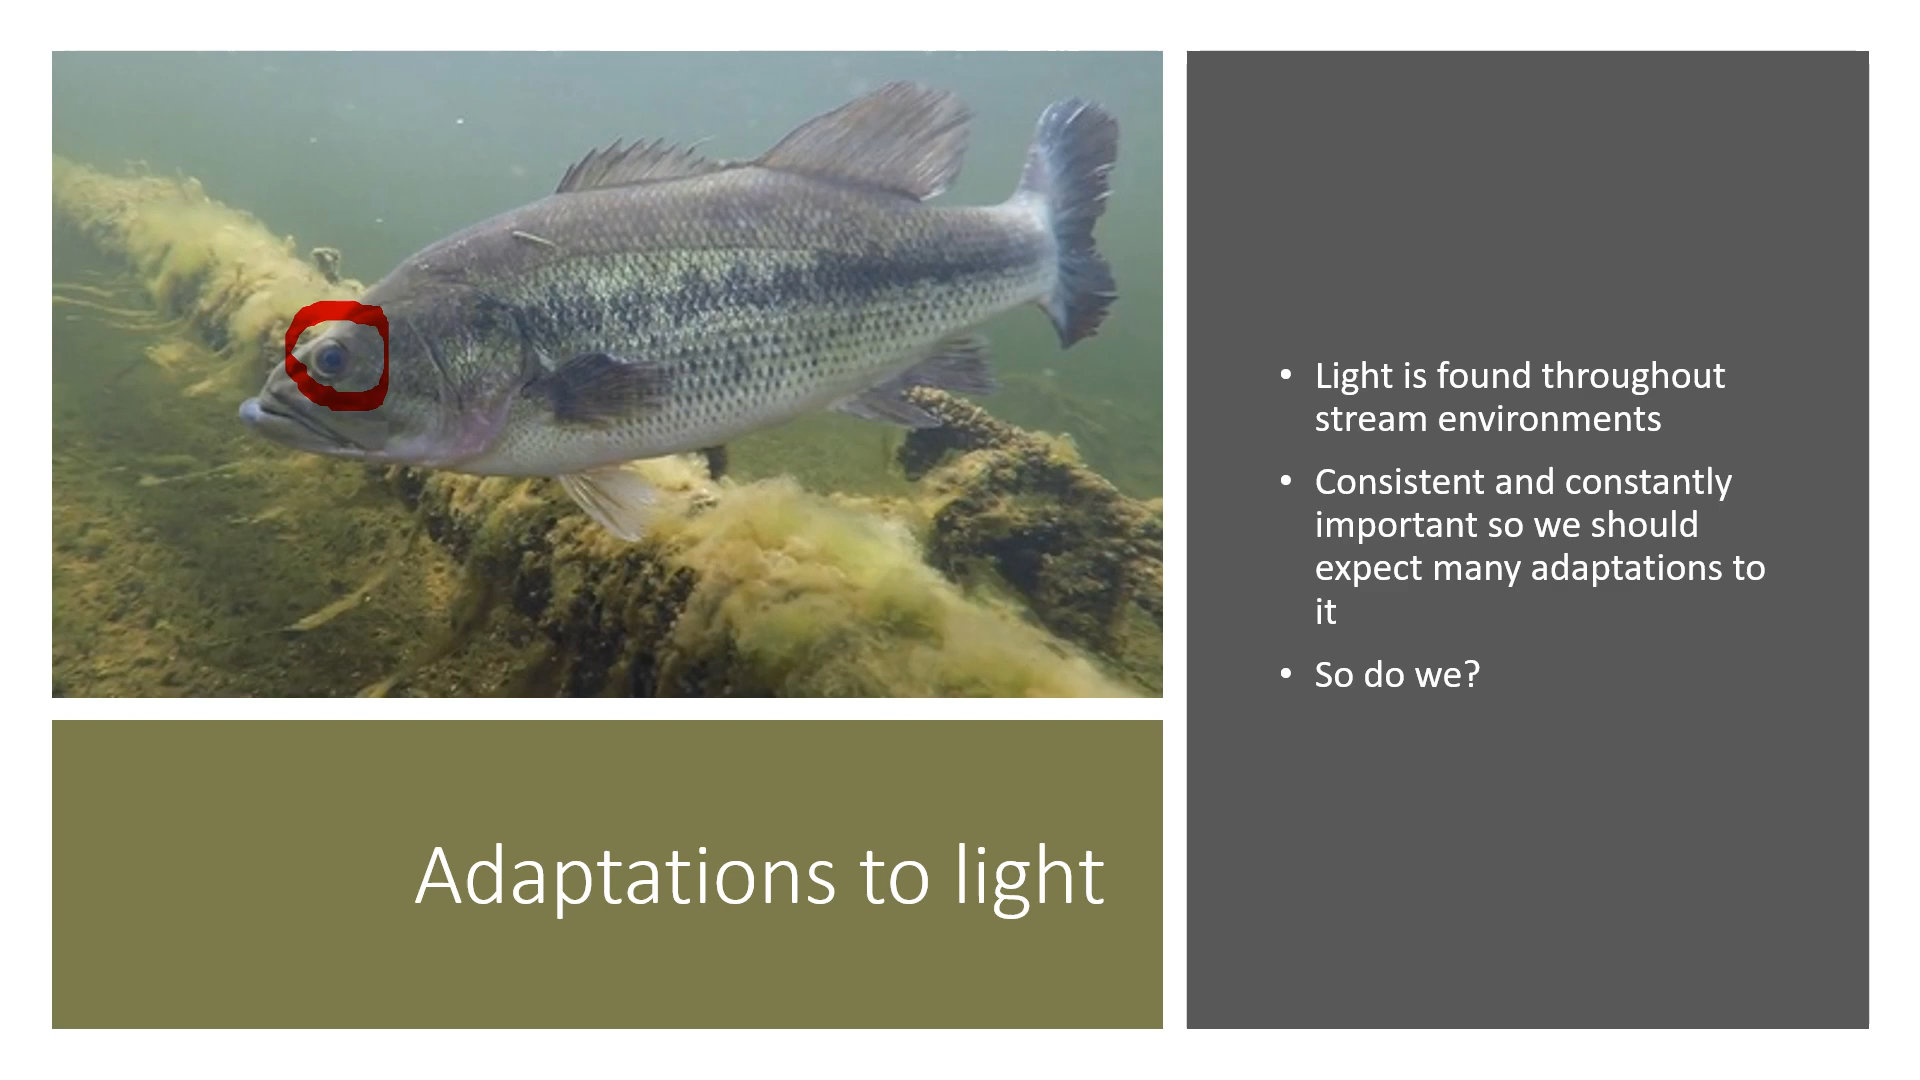 Adaptations to light
• Light is found throughout
stream environments
• Consistent and constantly
important so we should
expect many adaptations to
it
• So do we?